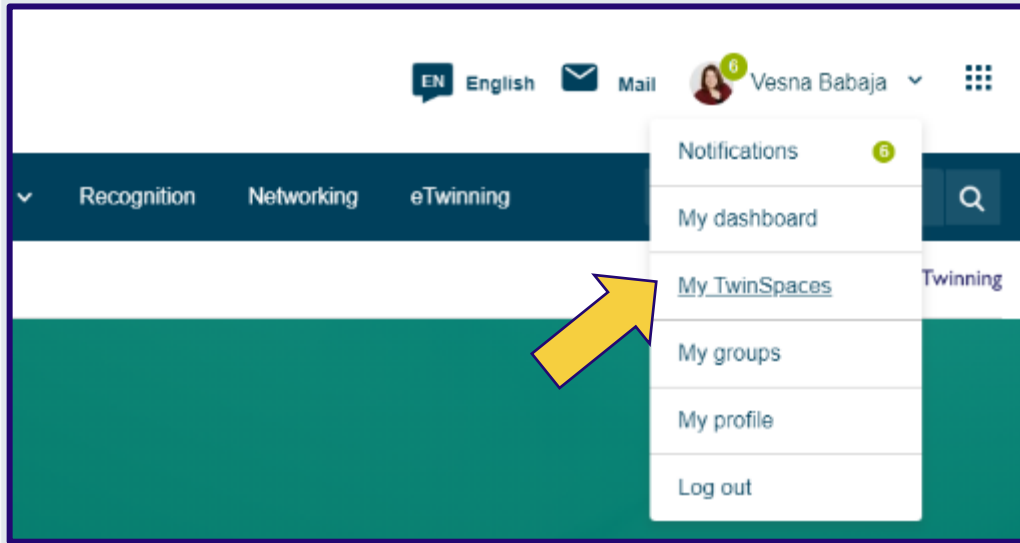 EN English Mail 6 Vesna Babaja
Notifications 6
Recognition Networking eTwinning
My dashboard
My TwinSpaces
Twinning
My groups
My profile
Log out